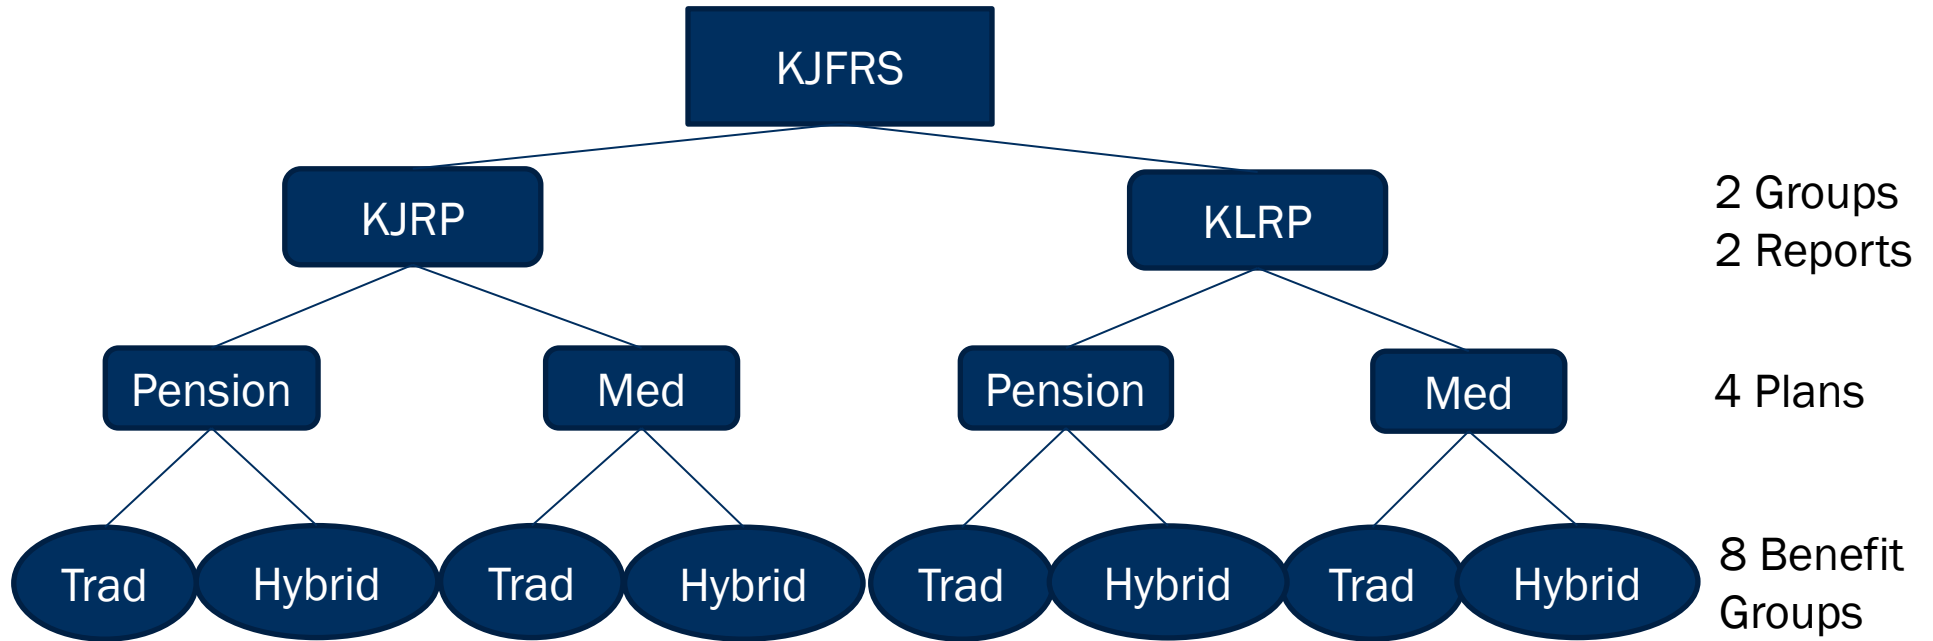 KJFRS
KJRP
KLRP
2 Groups
2 Reports
Pension
Med
Pension
Med
4 Plans
Trad
Hybrid
Trad
Hybrid
Trad
Hybrid
Trad
Hybrid
8 Benefit
Groups